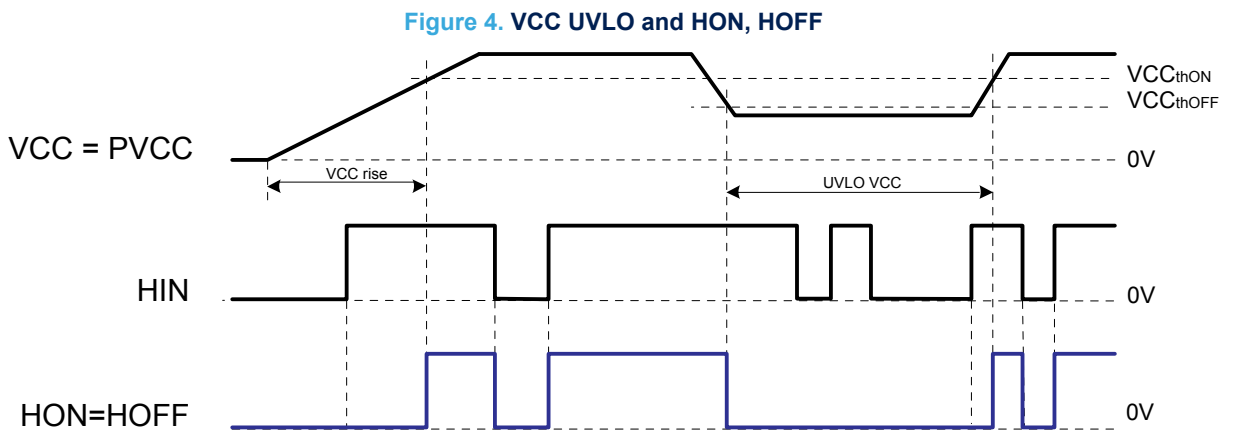 Figure 4. VCC UVLO and HON, HOFF
VCCthON
VCCthOFF
VCC = PVCC
0V
VCC rise
UVLO VCC
HIN
0V
HON=HOFF
0V